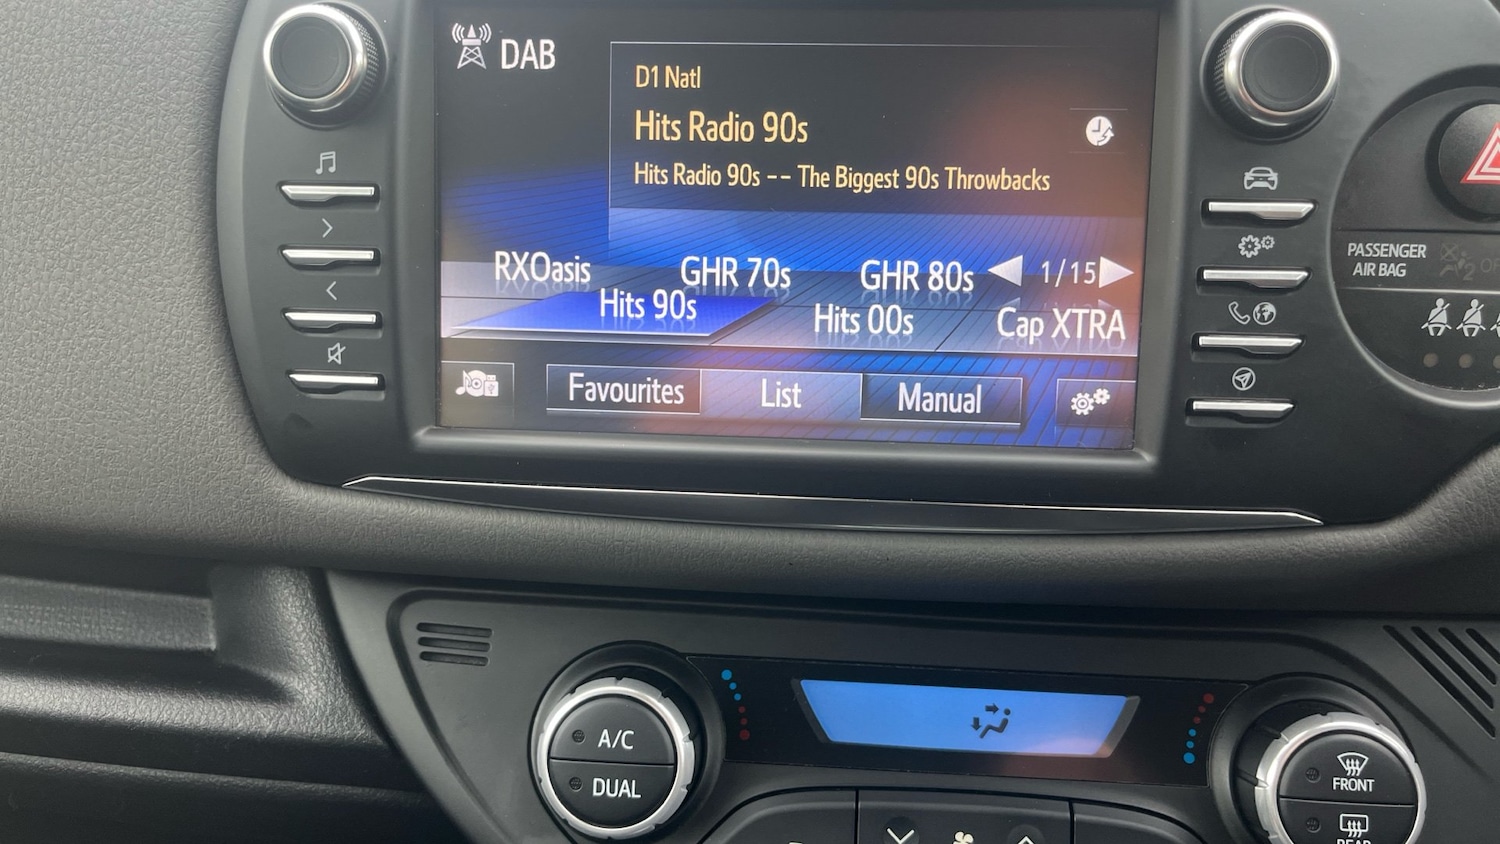 DAB
D1 Natl
Hits Radio 90s
Hits Radio 90s -- The Biggest 90s Throwbacks
RXOasis GHR 70s GHR 80s 1/15
Hits 90s Hits 00s Cap XTRA
Favourites List Manual
PASSENGER
AIR BAG
A/C
DUAL
FRONT
REAR